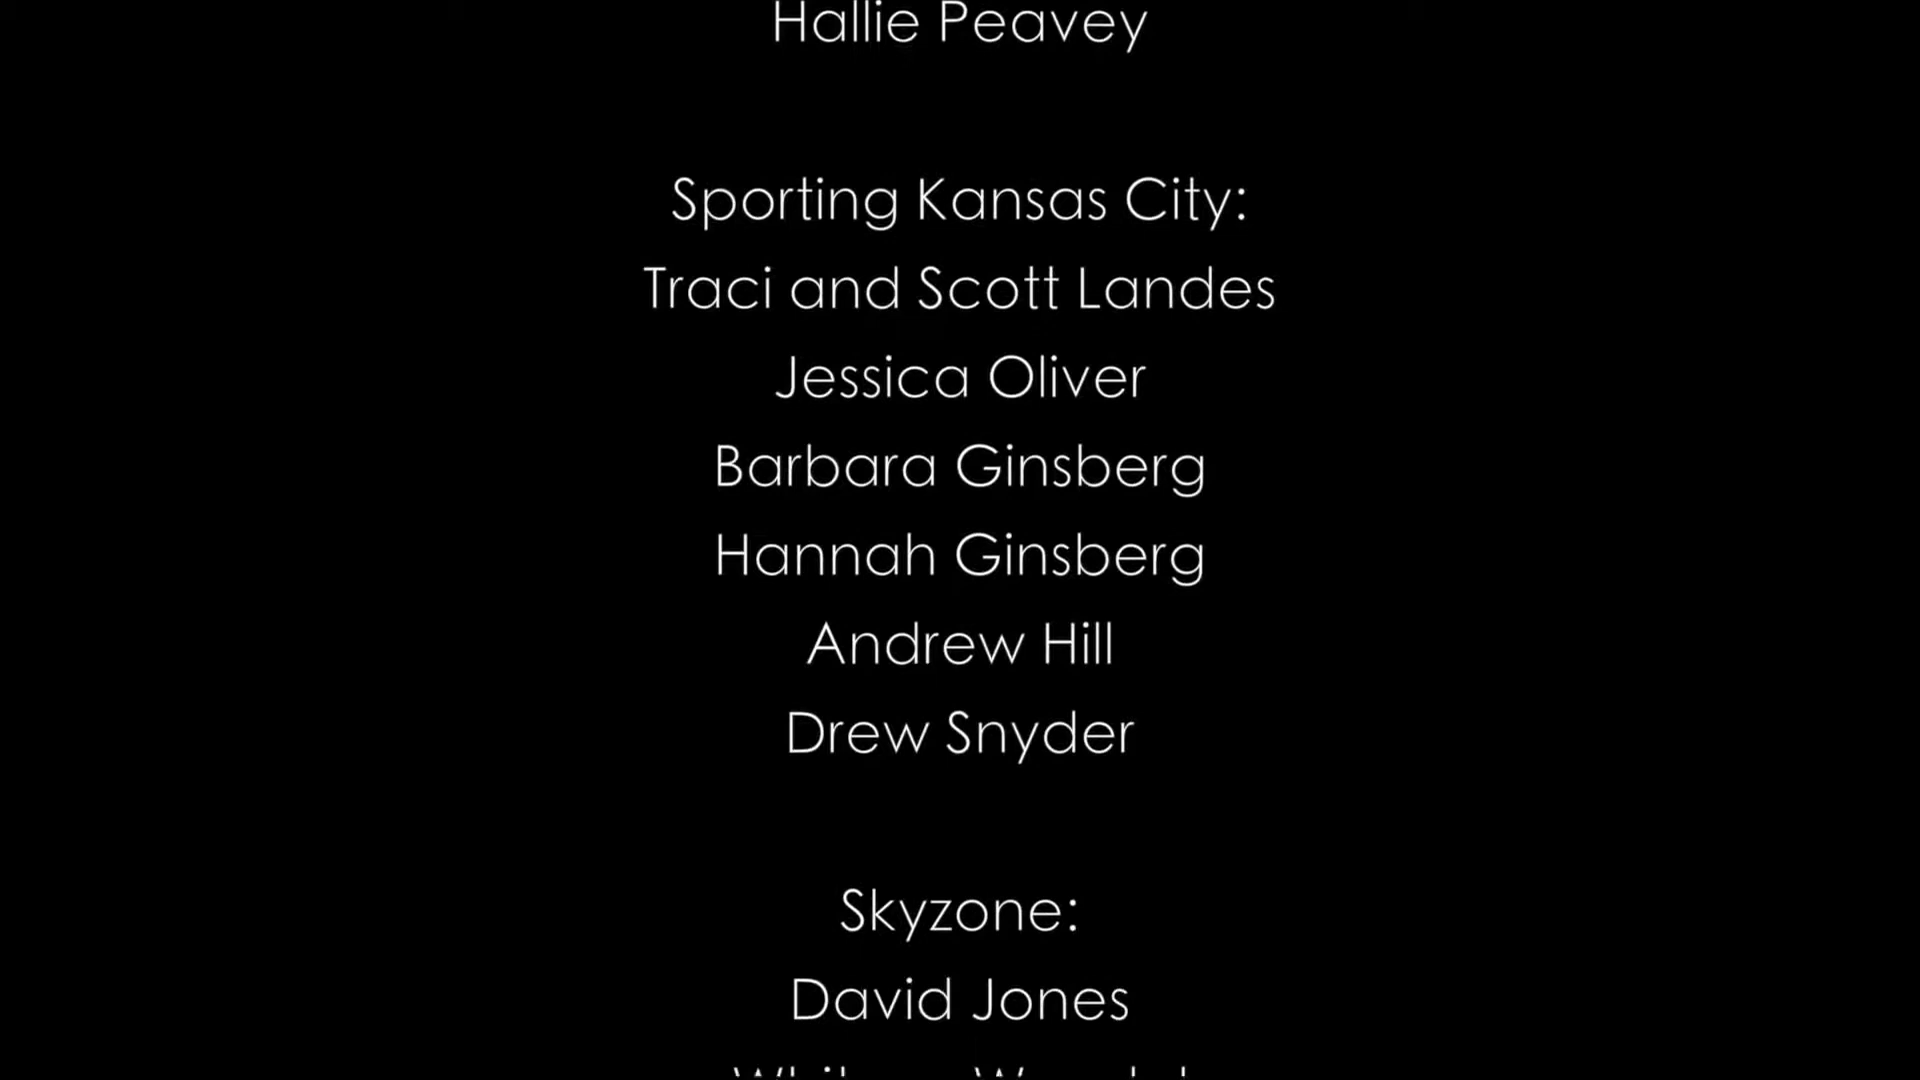 Hallie Peavey
Sporting Kansas City:
Traci and Scott Landes
Jessica Oliver
Barbara Ginsberg
Hannah Ginsberg
Andrew Hill
Drew Snyder
Skyzone:
David Jones